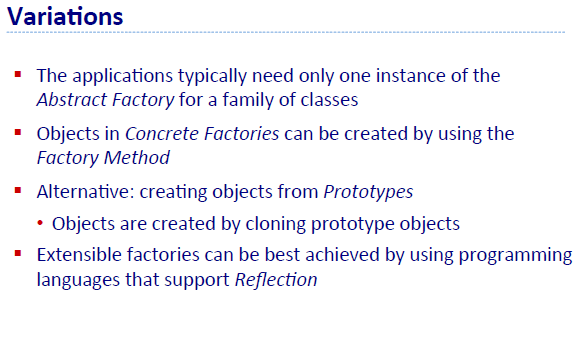 Variations
▪ The applications typically need only one instance of the
Abstract Factory for a family of classes
▪ Objects in Concrete Factories can be created by using the
Factory Method
▪ Alternative: creating objects from Prototypes
• Objects are created by cloning prototype objects
▪ Extensible factories can be best achieved by using programming
languages that support Reflection